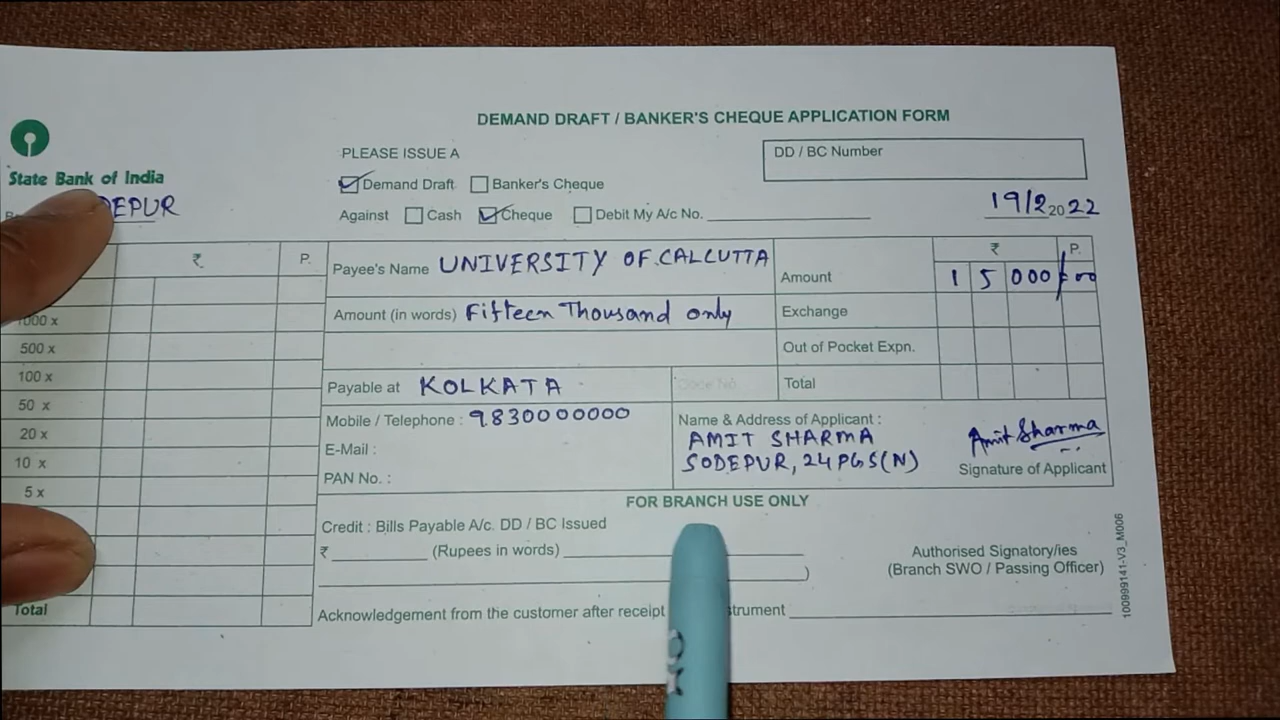 DEMAND DRAFT / BANKER'S CHEQUE APPLICATION FORM
State Bank of India
DEPUR
PLEASE ISSUE A
Demand Draft Banker's Cheque
Against Cash Cheque Debit My A/c No.
DD / BC Number
19/2 20 22
₹ P.
1000 x
500 x
100 x
50 x
20 x
10 x
5 x
Total
Payee's Name UNIVERSITY OF CALCUTTA
Amount (in words) Fifteen Thousand only
Payable at KOLKATA Code No.
Mobile / Telephone : 9830000000
E-Mail :
PAN No. :
₹ P.
Amount 1 5 000 00
Exchange
Out of Pocket Expn.
Total
Name & Address of Applicant :
AMIT SHARMA
SODEPUR, 24 PGS(N)
Amit Sharma
Signature of Applicant
FOR BRANCH USE ONLY
Credit : Bills Payable A/c. DD / BC Issued
₹ (Rupees in words)
)
Authorised Signatory/ies
(Branch SWO / Passing Officer)
Acknowledgement from the customer after receipt strument
100999141-V3_M006